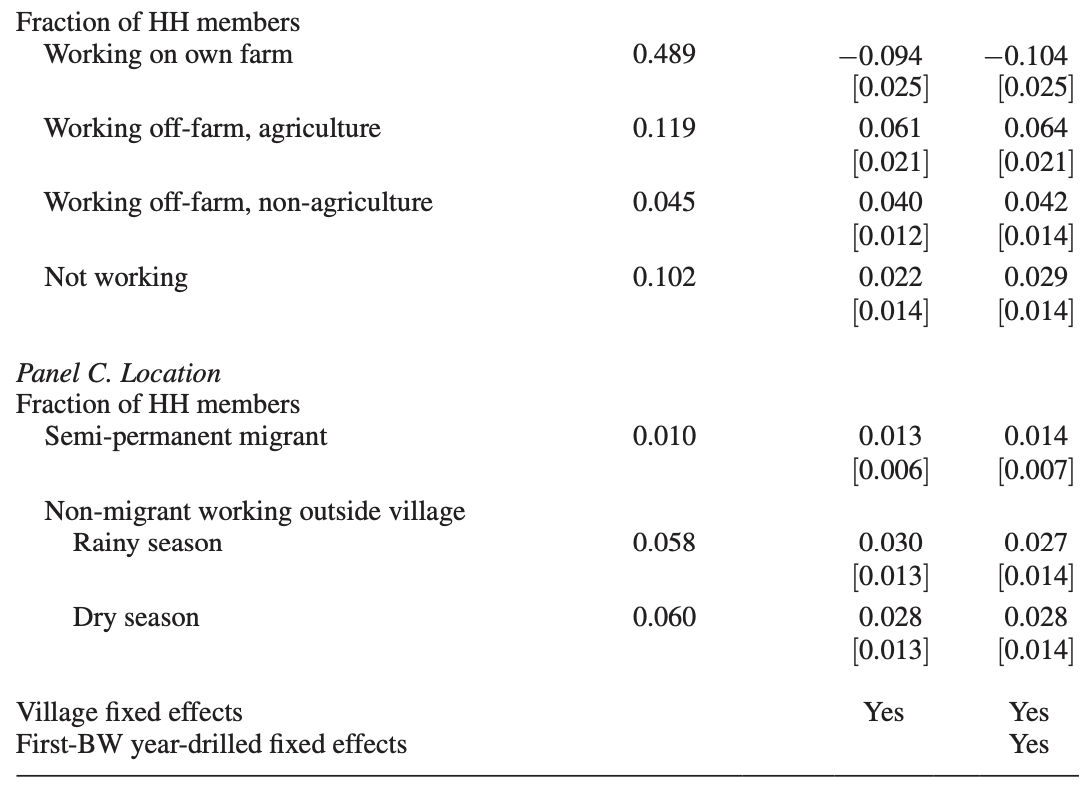 Fraction of HH members
Working on own farm 0.489 −0.094 −0.104
[0.025] [0.025]
Working off-farm, agriculture 0.119 0.061 0.064
[0.021] [0.021]
Working off-farm, non-agriculture 0.045 0.040 0.042
[0.012] [0.014]
Not working 0.102 0.022 0.029
[0.014] [0.014]
Panel C. Location
Fraction of HH members
Semi-permanent migrant 0.010 0.013 0.014
[0.006] [0.007]
Non-migrant working outside village
Rainy season 0.058 0.030 0.027
[0.013] [0.014]
Dry season 0.060 0.028 0.028
[0.013] [0.014]
Village fixed effects Yes Yes
First-BW year-drilled fixed effects Yes